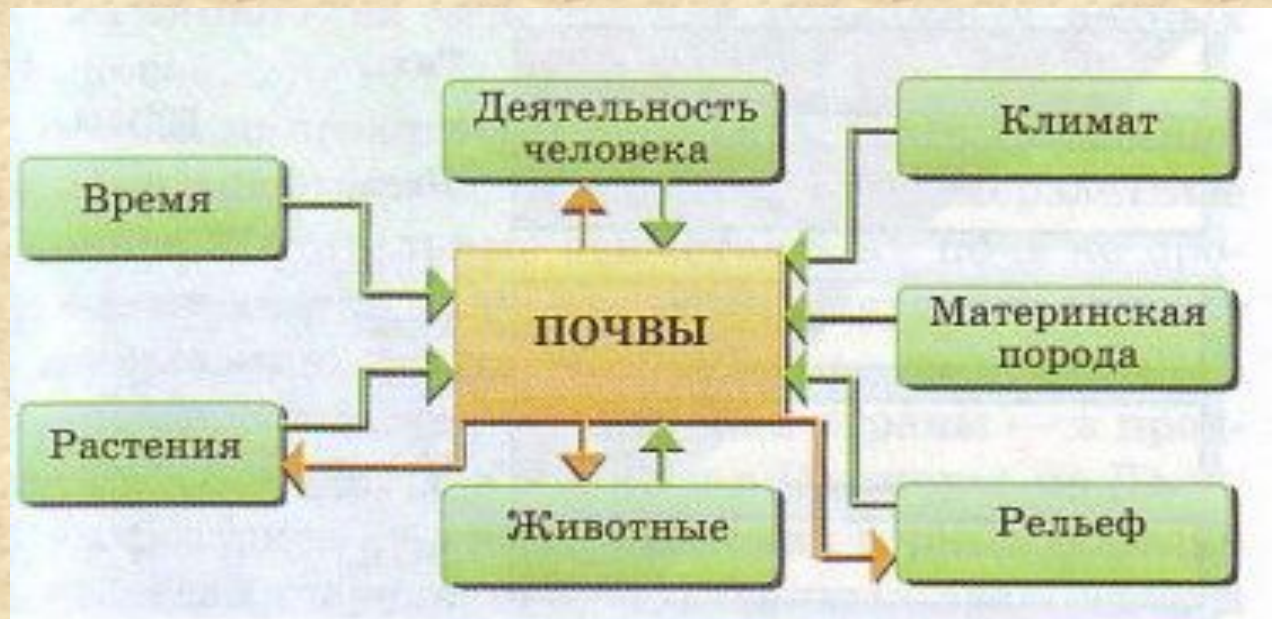 Деятельность
человека
Климат
Время
ПОЧВЫ
Материнская
порода
Растения
Животные
Рельеф